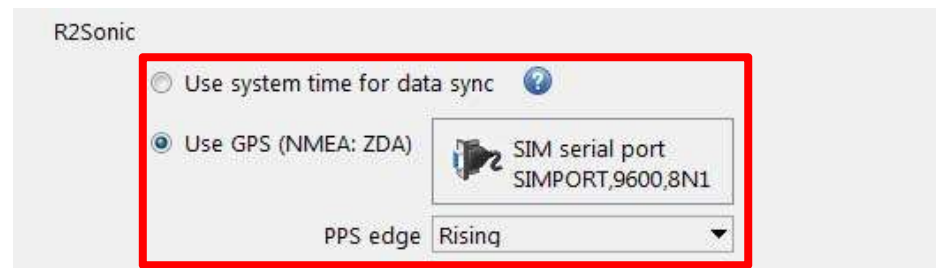 R2Sonic
Use system time for data sync ?
Use GPS (NMEA: ZDA)
SIM serial port
SIMPORT,9600,8N1
PPS edge Rising